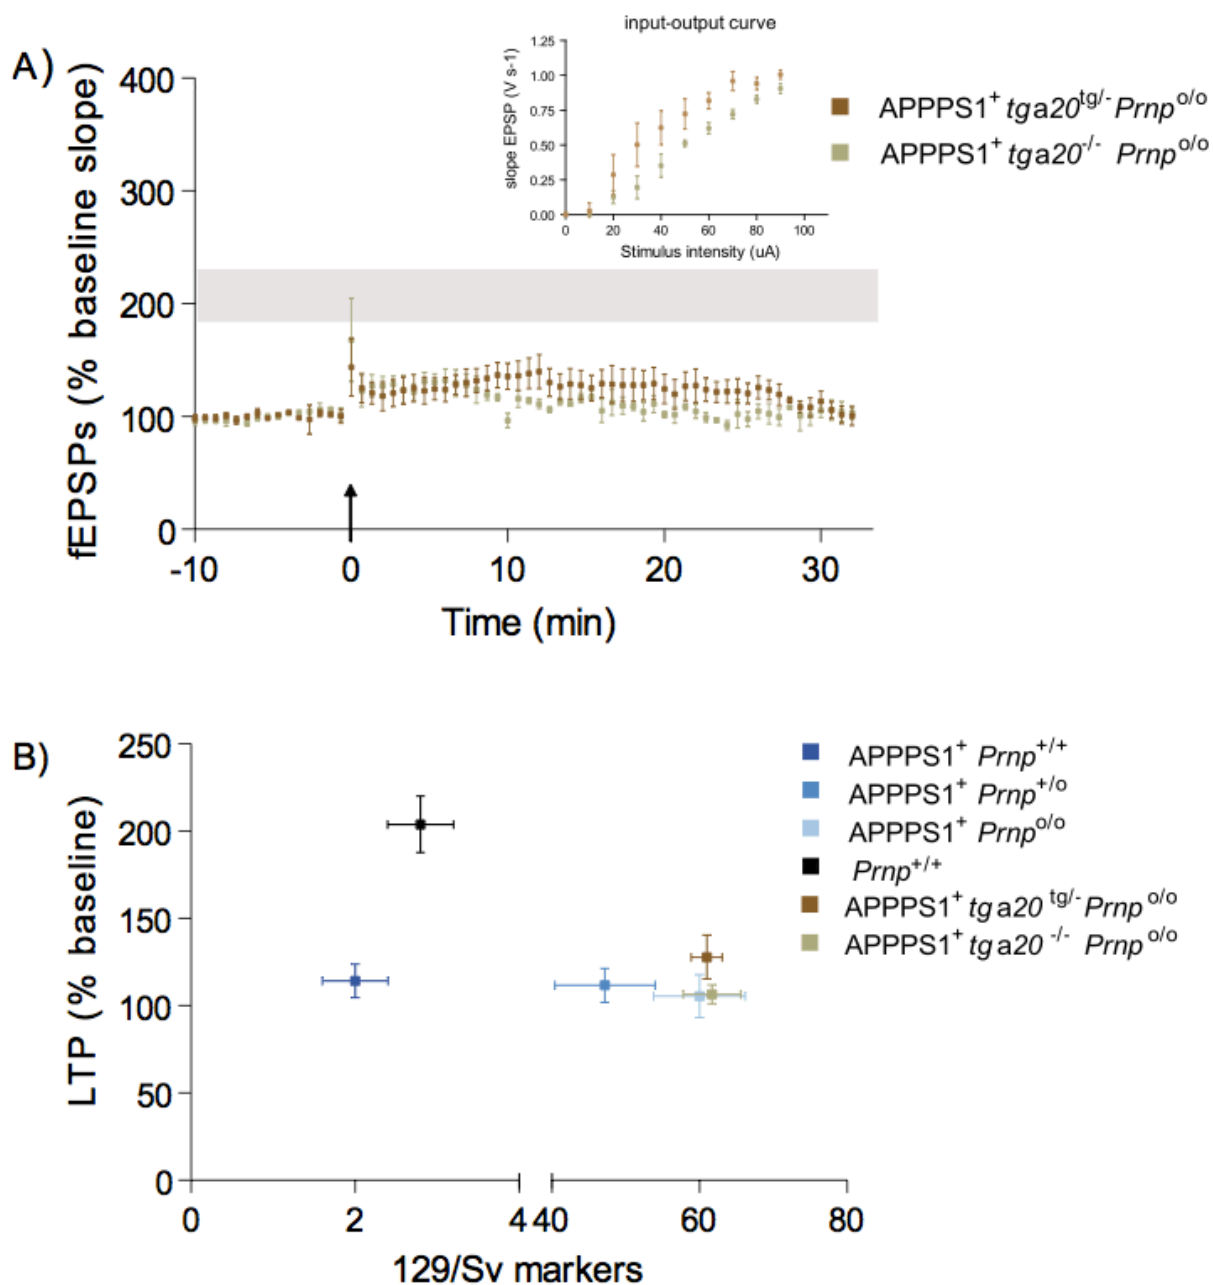 A)
fEPSPs (% baseline slope)
400
300
200
100
0
-10
0
10
20
30
Time (min)
input-output curve
slope EPSP (V s-1)
1.25
1.00
0.75
0.50
0.25
0.00
0
20
40
60
80
100
Stimulus intensity (uA)
APPPS1⁺ tga20ᵗᵍ/⁻ Prnpᵒ/ᵒ
APPPS1⁺ tga20⁻/⁻ Prnpᵒ/ᵒ
B)
LTP (% baseline)
250
200
150
100
50
0
0
2
4
40
60
80
129/Sv markers
APPPS1⁺ Prnp⁺/⁺
APPPS1⁺ Prnp⁺/ᵒ
APPPS1⁺ Prnpᵒ/ᵒ
Prnp⁺/⁺
APPPS1⁺ tga20 ᵗᵍ/⁻ Prnp ᵒ/ᵒ
APPPS1⁺ tga20 ⁻/⁻ Prnp ᵒ/ᵒ